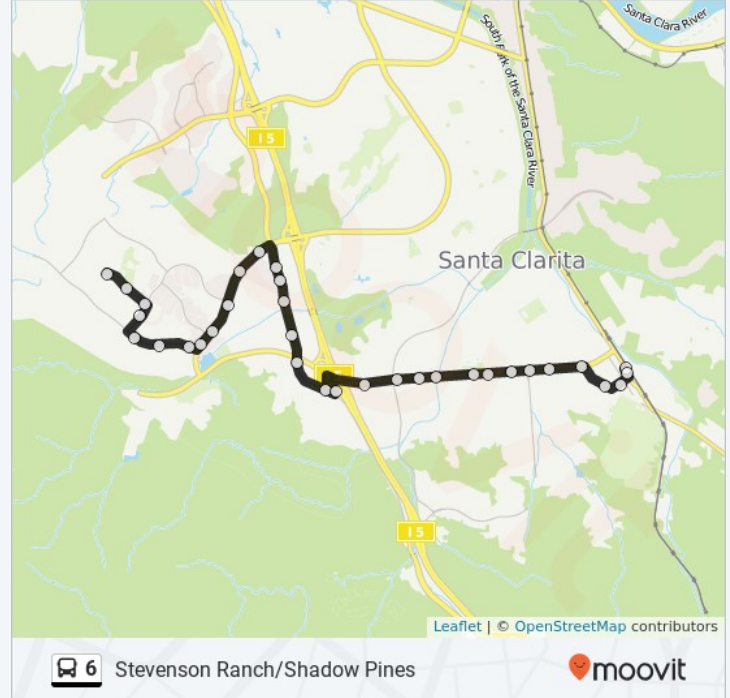 Santa Clara River
South Fork of the Santa Clara River
I 5
Santa Clarita
I 5
Leaflet | © OpenStreetMap contributors
6 Stevenson Ranch/Shadow Pines
moovit